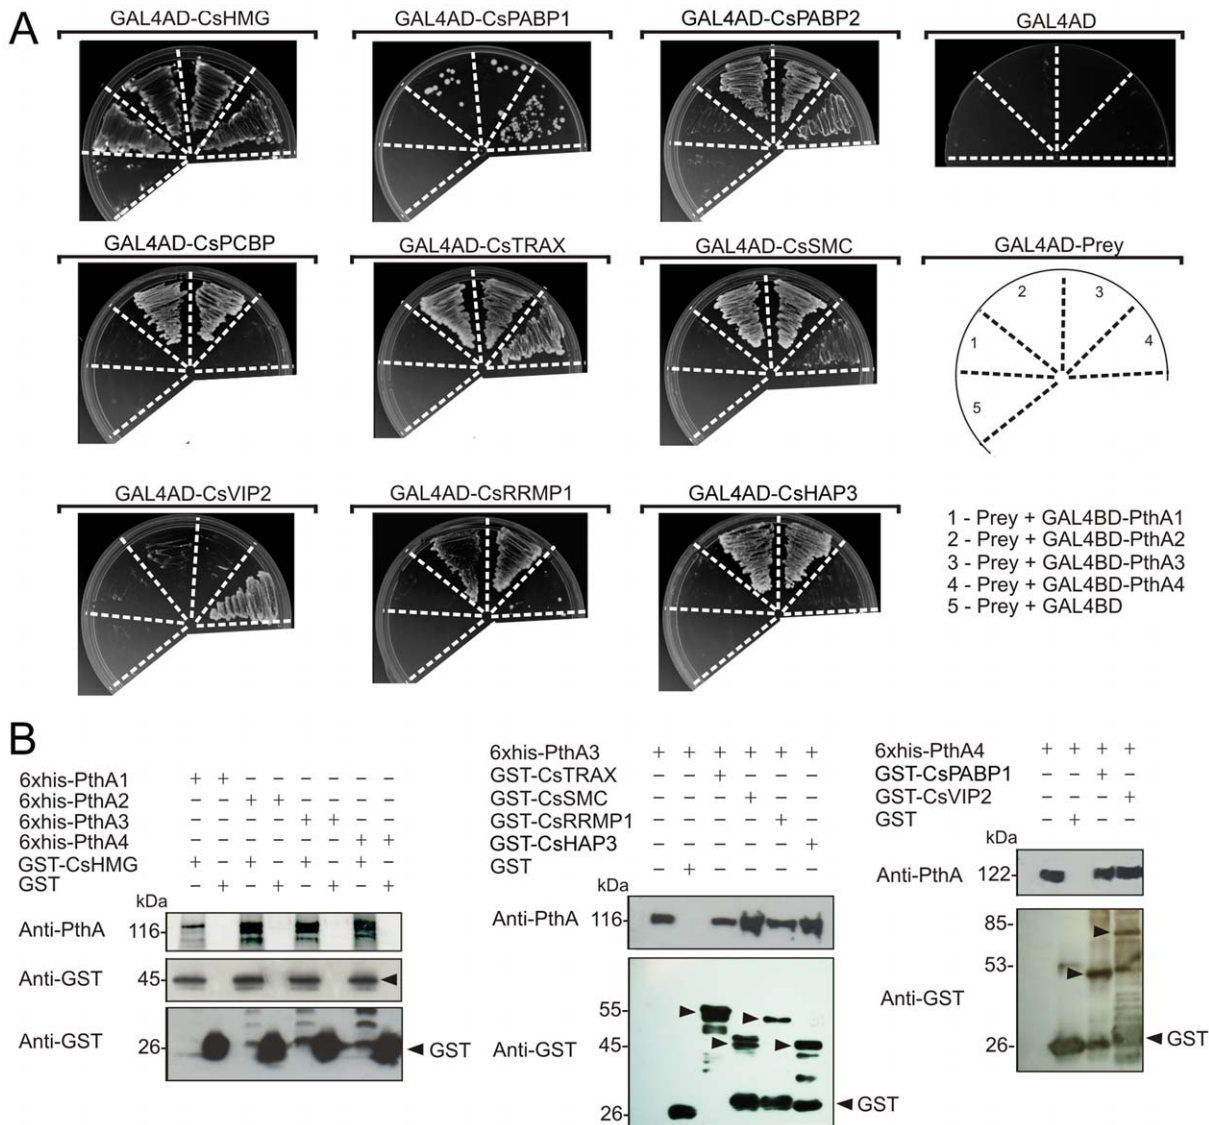 A
GAL4AD-CsHMG GAL4AD-CsPABP1 GAL4AD-CsPABP2 GAL4AD
GAL4AD-CsPCBP GAL4AD-CsTRAX GAL4AD-CsSMC GAL4AD-Prey
2 3
1 4
5
GAL4AD-CsVIP2 GAL4AD-CsRRMP1 GAL4AD-CsHAP3
1 - Prey + GAL4BD-PthA1
2 - Prey + GAL4BD-PthA2
3 - Prey + GAL4BD-PthA3
4 - Prey + GAL4BD-PthA4
5 - Prey + GAL4BD
B
6xhis-PthA1 + + − − − − − −
6xhis-PthA2 − − + + − − − −
6xhis-PthA3 − − − − + + − −
6xhis-PthA4 − − − − − − + +
GST-CsHMG + − + − + − + −
GST − + − + − + − +
kDa
Anti-PthA 116-
Anti-GST 45-
Anti-GST 26- GST
6xhis-PthA3 + + + + + +
GST-CsTRAX − − + − − −
GST-CsSMC − − − + − −
GST-CsRRMP1 − − − − + −
GST-CsHAP3 − − − − − +
GST − + − − − −
kDa
Anti-PthA 116-
55-
Anti-GST 45-
26- GST
6xhis-PthA4 + + + +
GST-CsPABP1 − − + −
GST-CsVIP2 − − − +
GST − + − −
kDa
Anti-PthA 122-
85-
53-
Anti-GST
26- GST